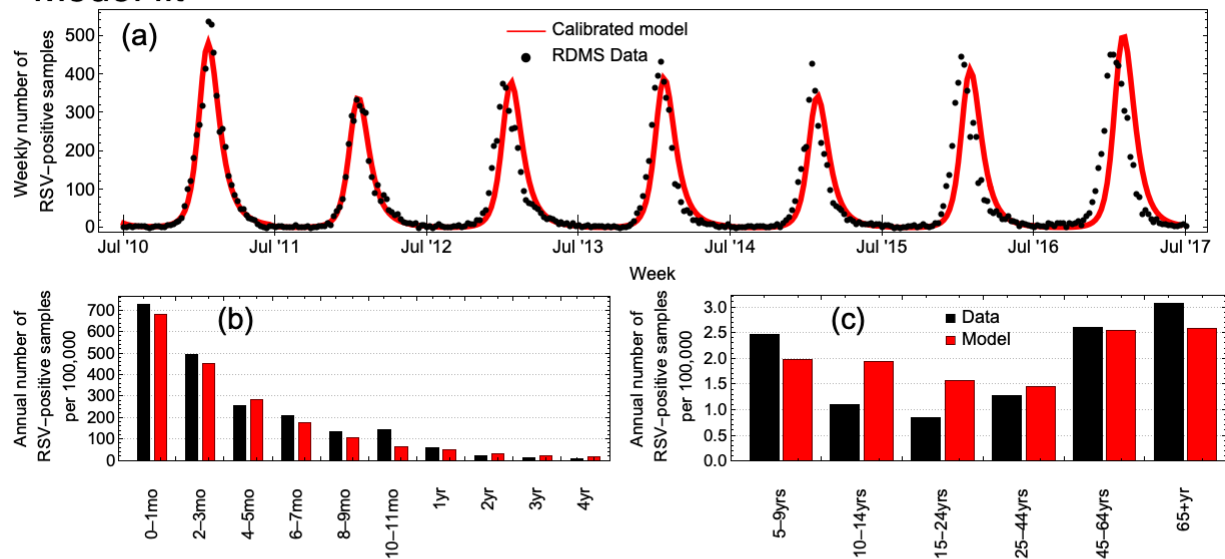 (a)
Calibrated model
RDMS Data
Weekly number of
RSV−positive samples
500
400
300
200
100
0
Jul '10
Jul '11
Jul '12
Jul '13
Jul '14
Jul '15
Jul '16
Jul '17
Week
(b)
Annual number of
RSV−positive samples
per 100,000
700
600
500
400
300
200
100
0
0−1mo
2−3mo
4−5mo
6−7mo
8−9mo
10−11mo
1yr
2yr
3yr
4yr
(c)
Data
Model
Annual number of
RSV−positive samples
per 100,000
3.0
2.5
2.0
1.5
1.0
0.5
0.0
5−9yrs
10−14yrs
15−24yrs
25−44yrs
45−64yrs
65+yr